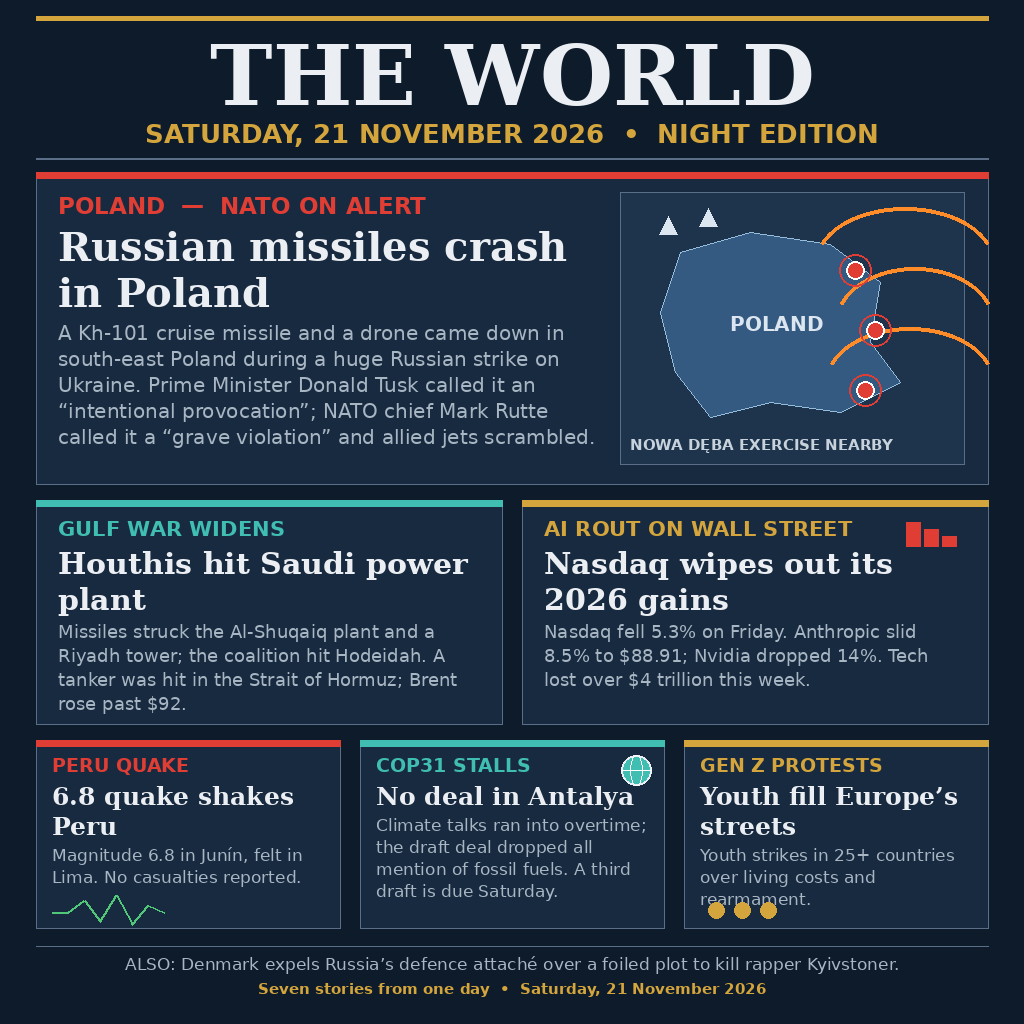 THE WORLD
SATURDAY, 21 NOVEMBER 2026 • NIGHT EDITION
POLAND — NATO ON ALERT
Russian missiles crash
in Poland
A Kh-101 cruise missile and a drone came down in
south-east Poland during a huge Russian strike on
Ukraine. Prime Minister Donald Tusk called it an
“intentional provocation”; NATO chief Mark Rutte
called it a “grave violation” and allied jets scrambled.
POLAND
NOWA DĘBA EXERCISE NEARBY
GULF WAR WIDENS
Houthis hit Saudi power
plant
Missiles struck the Al-Shuqaiq plant and a
Riyadh tower; the coalition hit Hodeidah. A
tanker was hit in the Strait of Hormuz; Brent
rose past $92.
AI ROUT ON WALL STREET
Nasdaq wipes out its
2026 gains
Nasdaq fell 5.3% on Friday. Anthropic slid
8.5% to $88.91; Nvidia dropped 14%. Tech
lost over $4 trillion this week.
PERU QUAKE
6.8 quake shakes
Peru
Magnitude 6.8 in Junín, felt in
Lima. No casualties reported.
COP31 STALLS
No deal in Antalya
Climate talks ran into overtime;
the draft deal dropped all
mention of fossil fuels. A third
draft is due Saturday.
GEN Z PROTESTS
Youth fill Europe’s
streets
Youth strikes in 25+ countries
over living costs and
rearmament.
ALSO: Denmark expels Russia’s defence attaché over a foiled plot to kill rapper Kyivstoner.
Seven stories from one day • Saturday, 21 November 2026